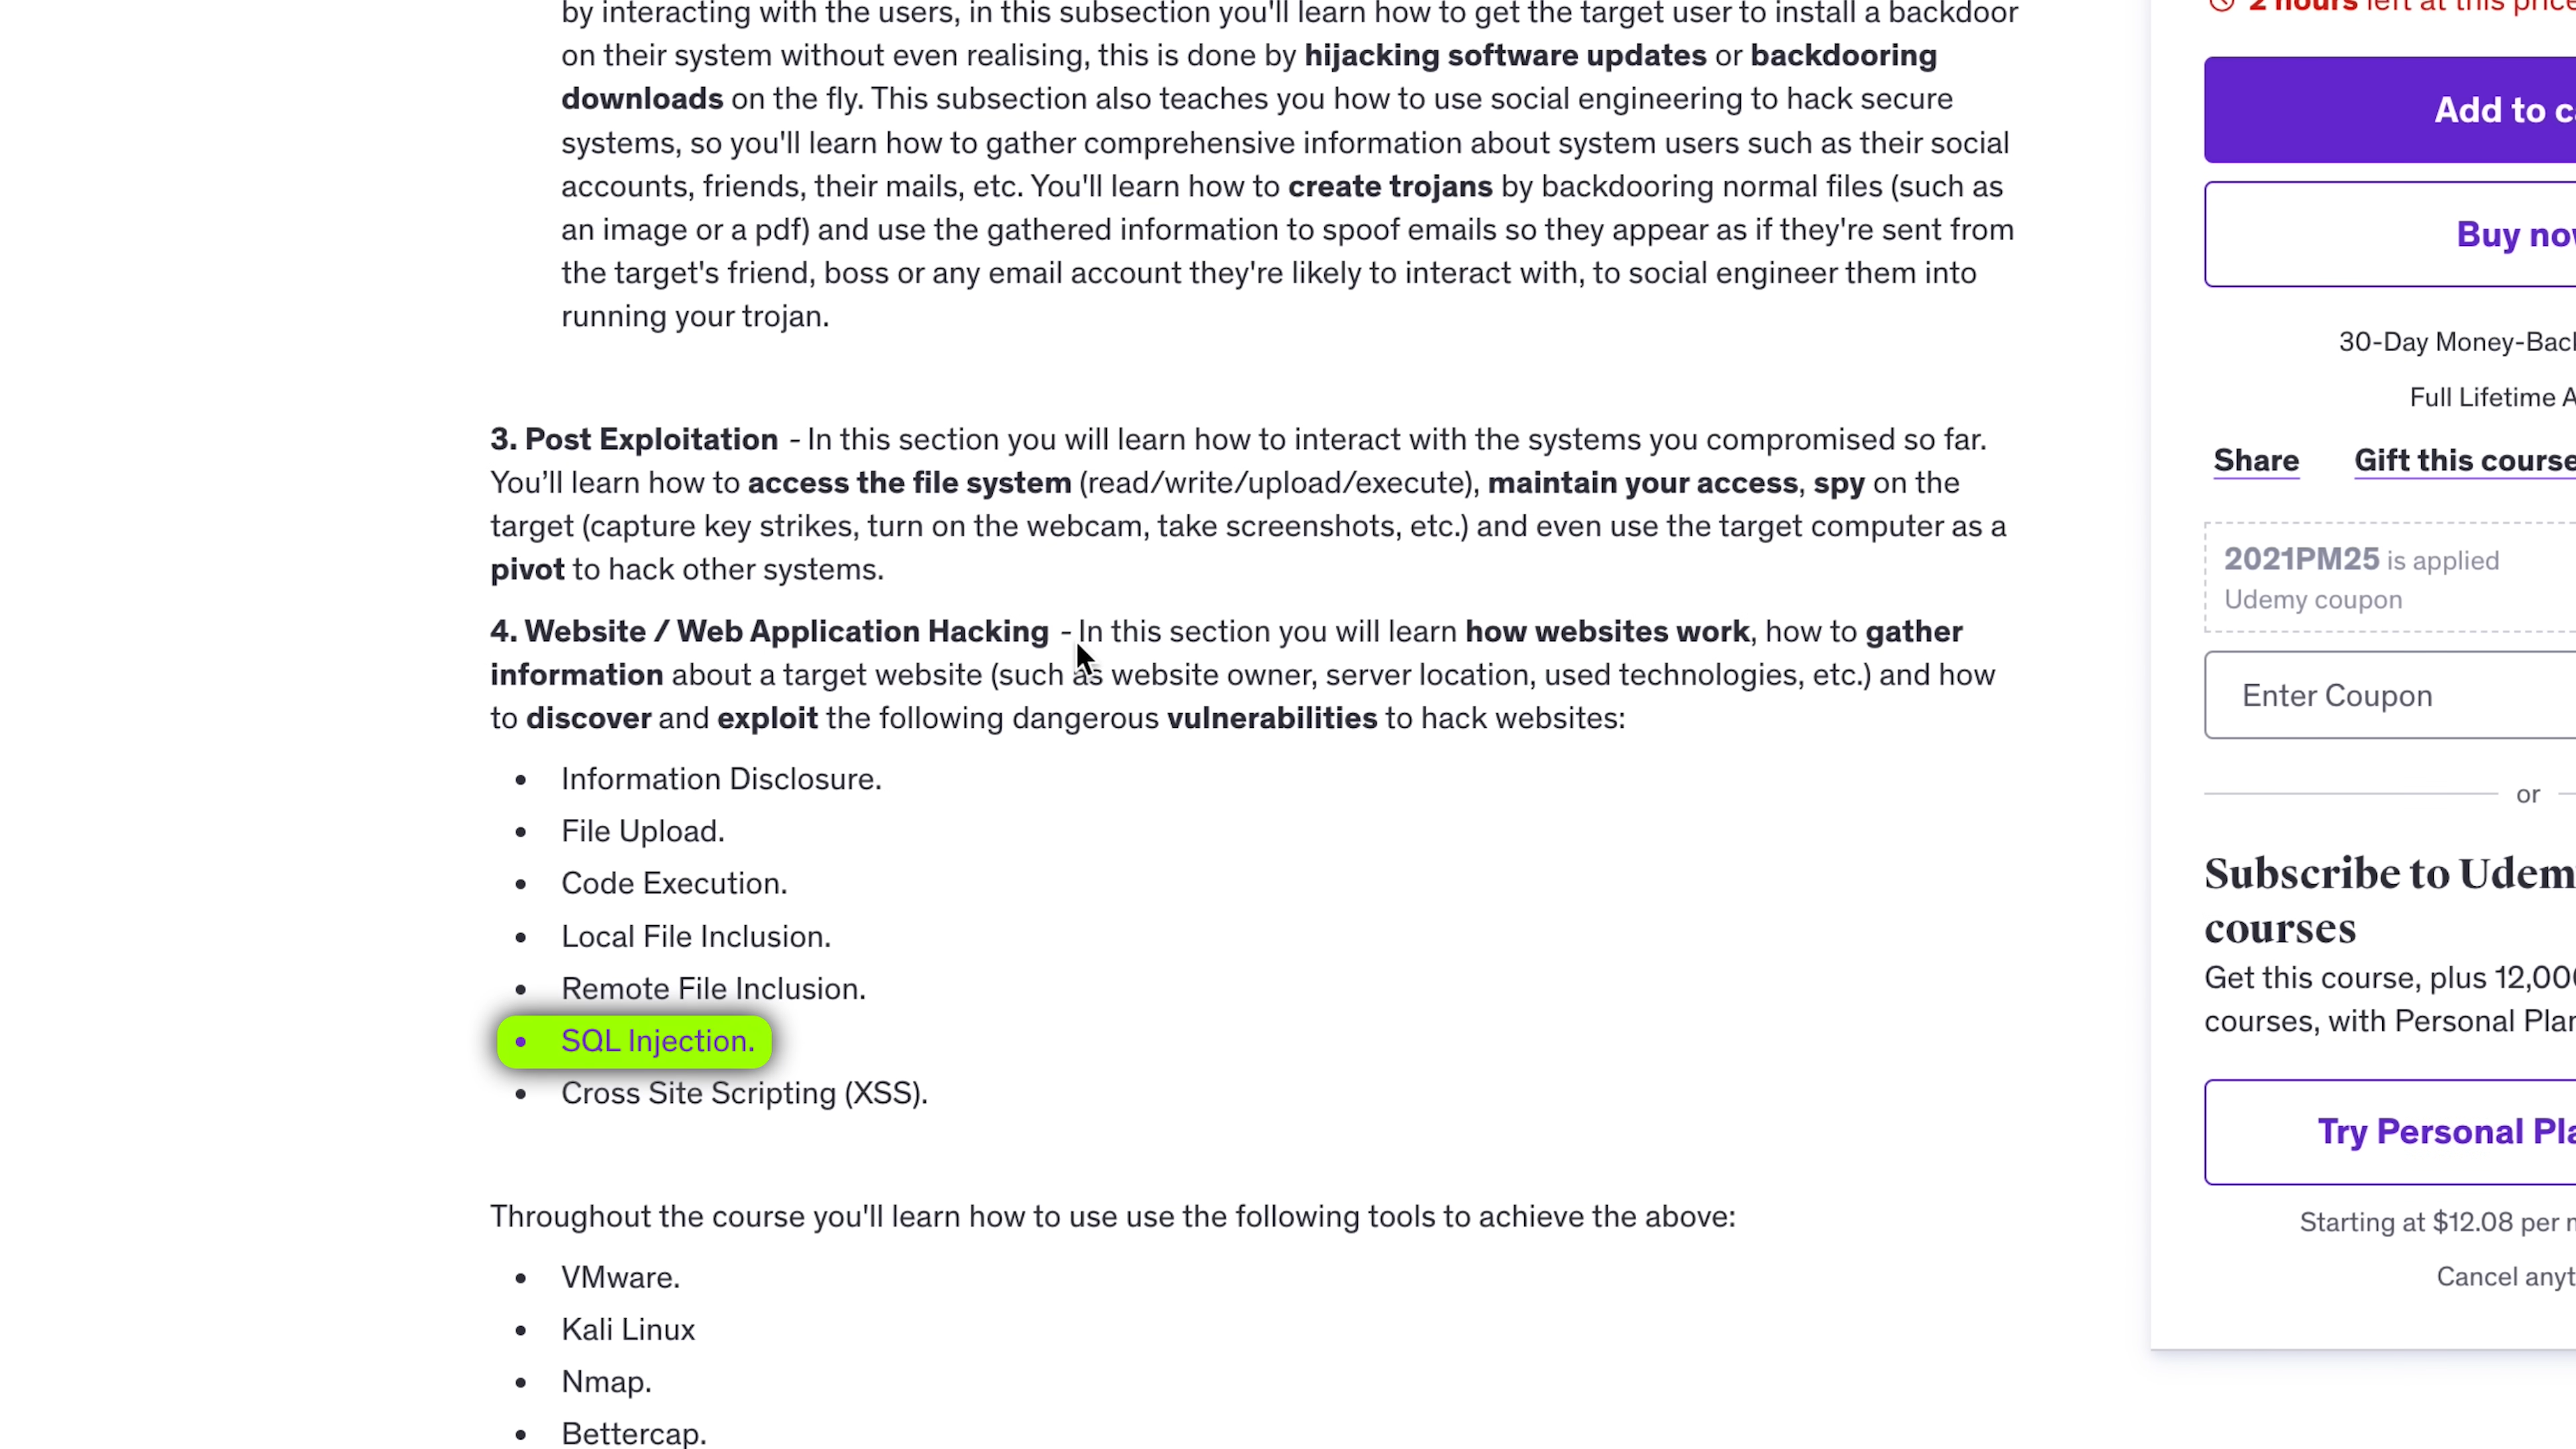 by interacting with the users, in this subsection you'll learn how to get the target user to install a backdoor
on their system without even realising, this is done by hijacking software updates or backdooring
downloads on the fly. This subsection also teaches you how to use social engineering to hack secure
systems, so you'll learn how to gather comprehensive information about system users such as their social
accounts, friends, their mails, etc. You'll learn how to create trojans by backdooring normal files (such as
an image or a pdf) and use the gathered information to spoof emails so they appear as if they're sent from
the target's friend, boss or any email account they're likely to interact with, to social engineer them into
running your trojan.
3. Post Exploitation - In this section you will learn how to interact with the systems you compromised so far.
You’ll learn how to access the file system (read/write/upload/execute), maintain your access, spy on the
target (capture key strikes, turn on the webcam, take screenshots, etc.) and even use the target computer as a
pivot to hack other systems.
4. Website / Web Application Hacking - In this section you will learn how websites work, how to gather
information about a target website (such as website owner, server location, used technologies, etc.) and how
to discover and exploit the following dangerous vulnerabilities to hack websites:
• Information Disclosure.
• File Upload.
• Code Execution.
• Local File Inclusion.
• Remote File Inclusion.
• SQL Injection.
• Cross Site Scripting (XSS).
Throughout the course you'll learn how to use use the following tools to achieve the above:
• VMware.
• Kali Linux
• Nmap.
• Bettercap.
2 hours left at this price
Add to
Buy
30-Day
Full Lifetime
Share Gift this course
2021PM25 is applied
Udemy coupon
Enter Coupon
or
Subscribe to
courses
Get this course, plus
courses, with Personal
Try Personal
Starting at $12.08 per
Cancel